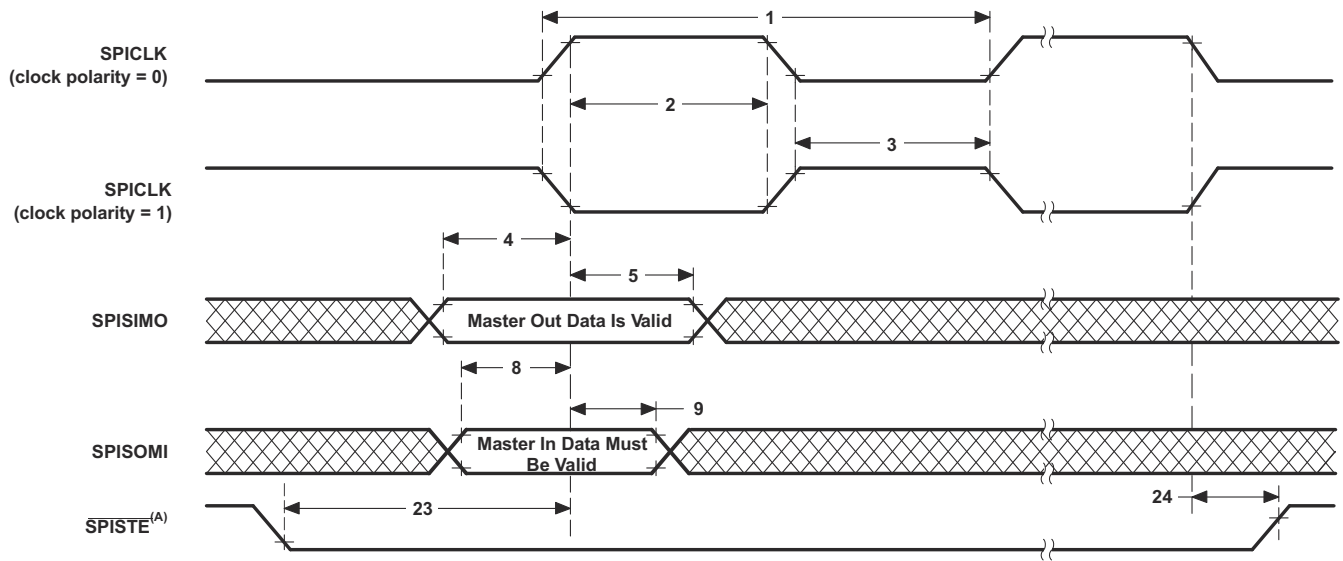 1
SPICLK
(clock polarity = 0)
2
3
SPICLK
(clock polarity = 1)
4
5
SPISIMO
Master Out Data Is Valid
8
9
SPISOMI
Master In Data Must
Be Valid
23
24
SPISTE(A)